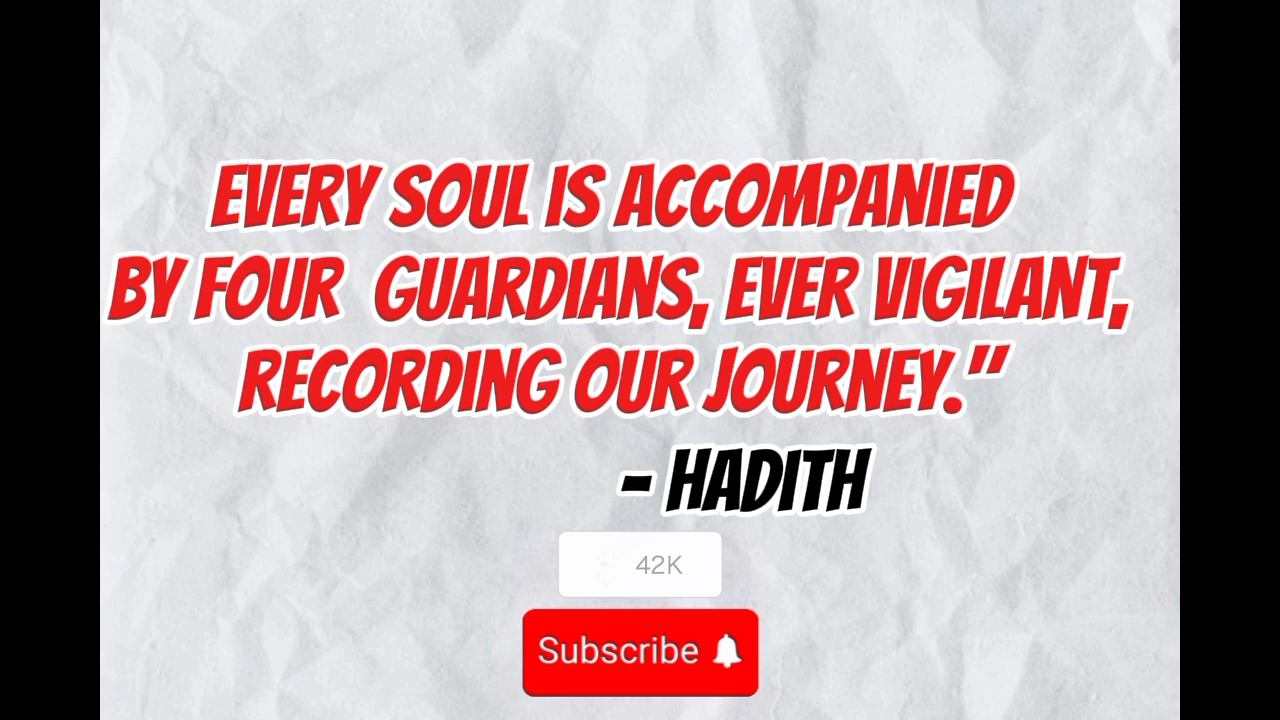 EVERY SOUL IS ACCOMPANIED
BY FOUR GUARDIANS, EVER VIGILANT,
RECORDING OUR JOURNEY.”
- HADITH
42K
Subscribe